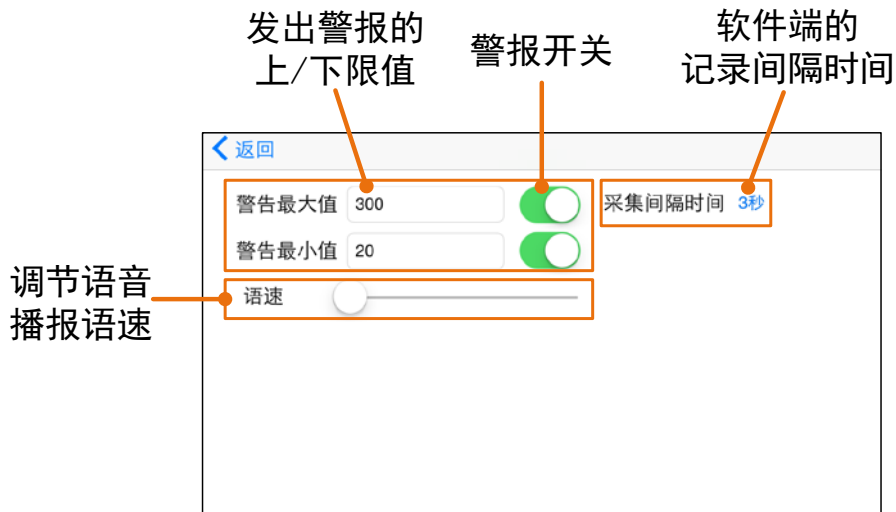 发出警报的
上/下限值
警报开关
软件端的
记录间隔时间
返回
警告最大值 300
采集间隔时间 3秒
警告最小值 20
调节语音
播报语速
语速